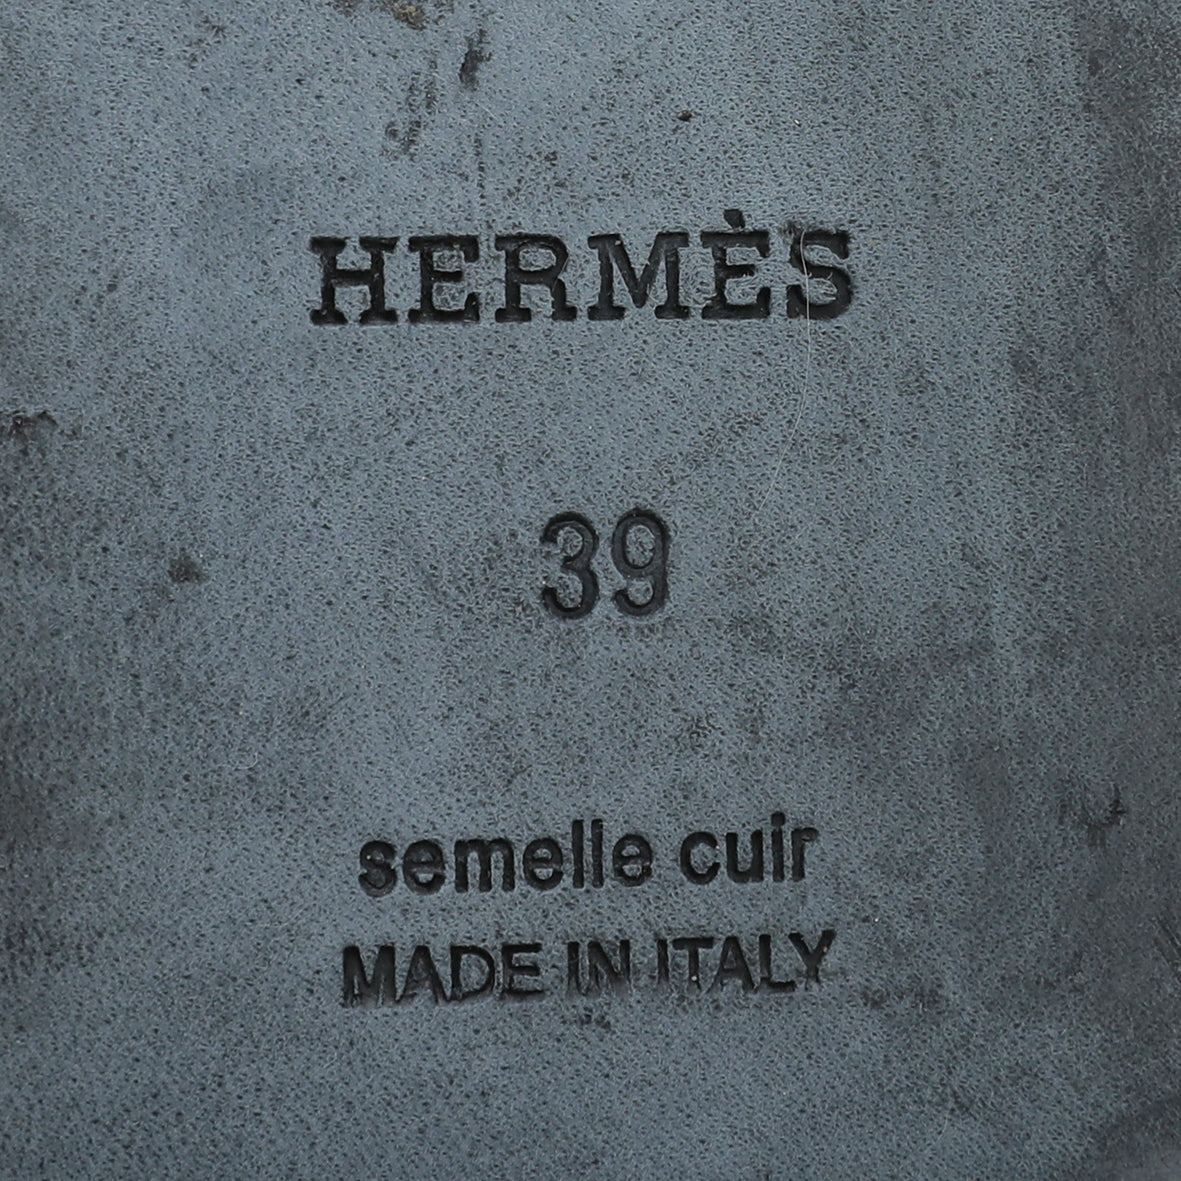 HERMÈS
39
semelle cuir
MADE IN ITALY